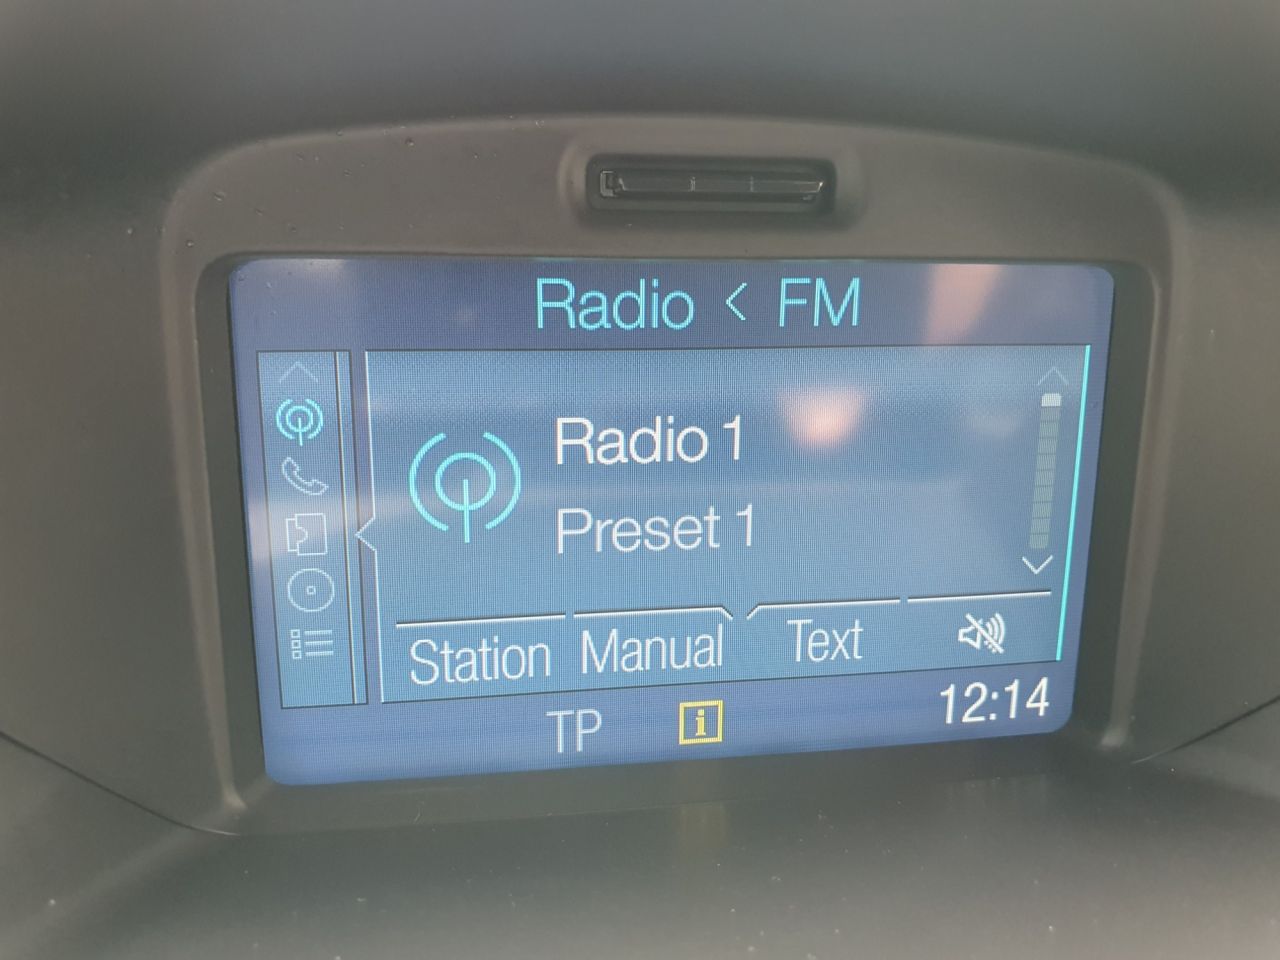 Radio < FM
Radio 1
Preset 1
Station Manual Text
TP i 12:14